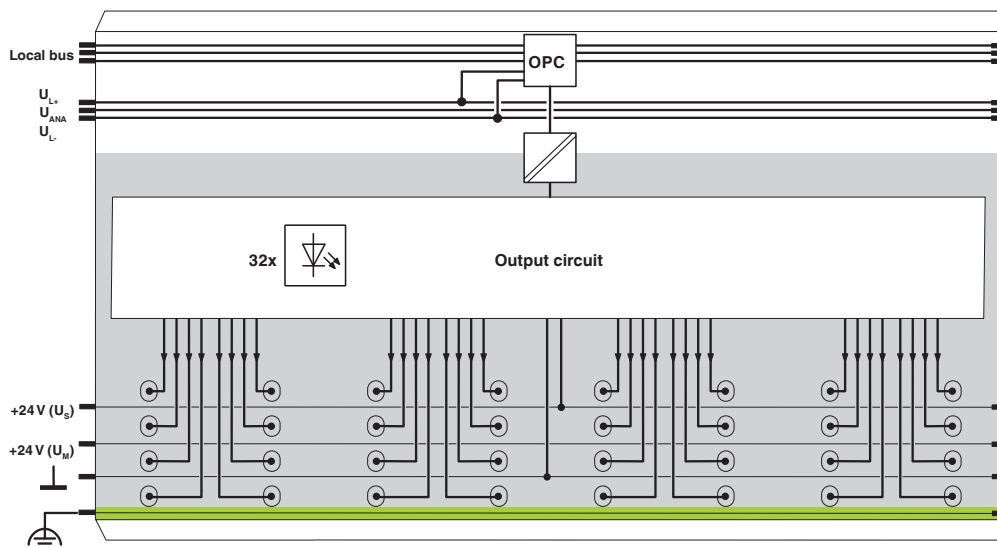 Local bus
OPC
U_L+
U_ANA
U_L-
32x
Output circuit
+24 V (U_S)
+24 V (U_M)